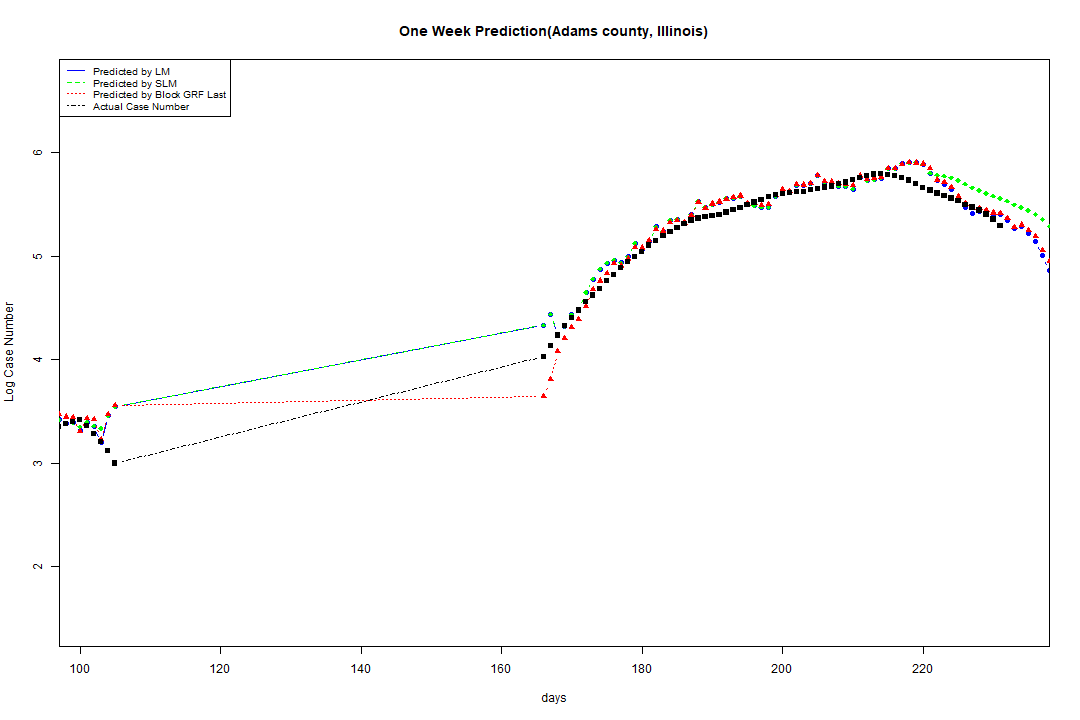 One Week Prediction(Adams county, Illinois)
Predicted by LM
Predicted by SLM
Predicted by Block GRF Last
Actual Case Number
6
5
4
3
2
Log Case Number
100 120 140 160 180 200 220
days